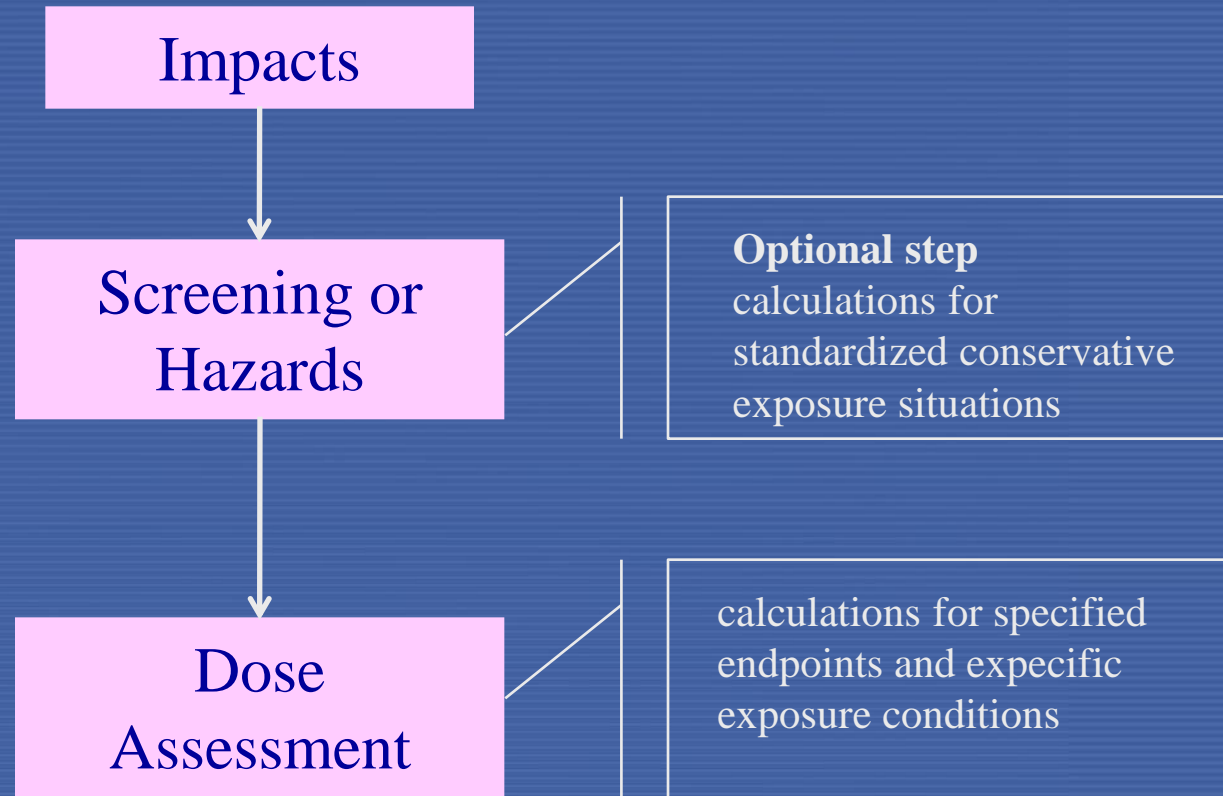 Impacts
Screening or
Hazards
Optional step
calculations for
standardized conservative
exposure situations
Dose
Assessment
calculations for specified
endpoints and expecific
exposure conditions